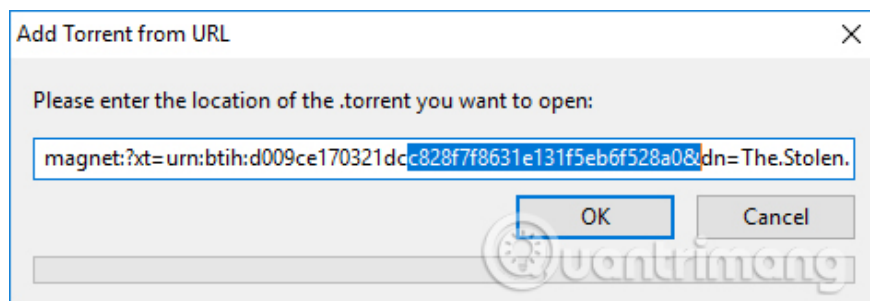 Add Torrent from URL
Please enter the location of the .torrent you want to open:
magnet:?xt=urn:btih:d009ce170321dcc828f7f8631e131f5eb6f528a0&dn=The.Stolen.
OK
Cancel
Quantrimang